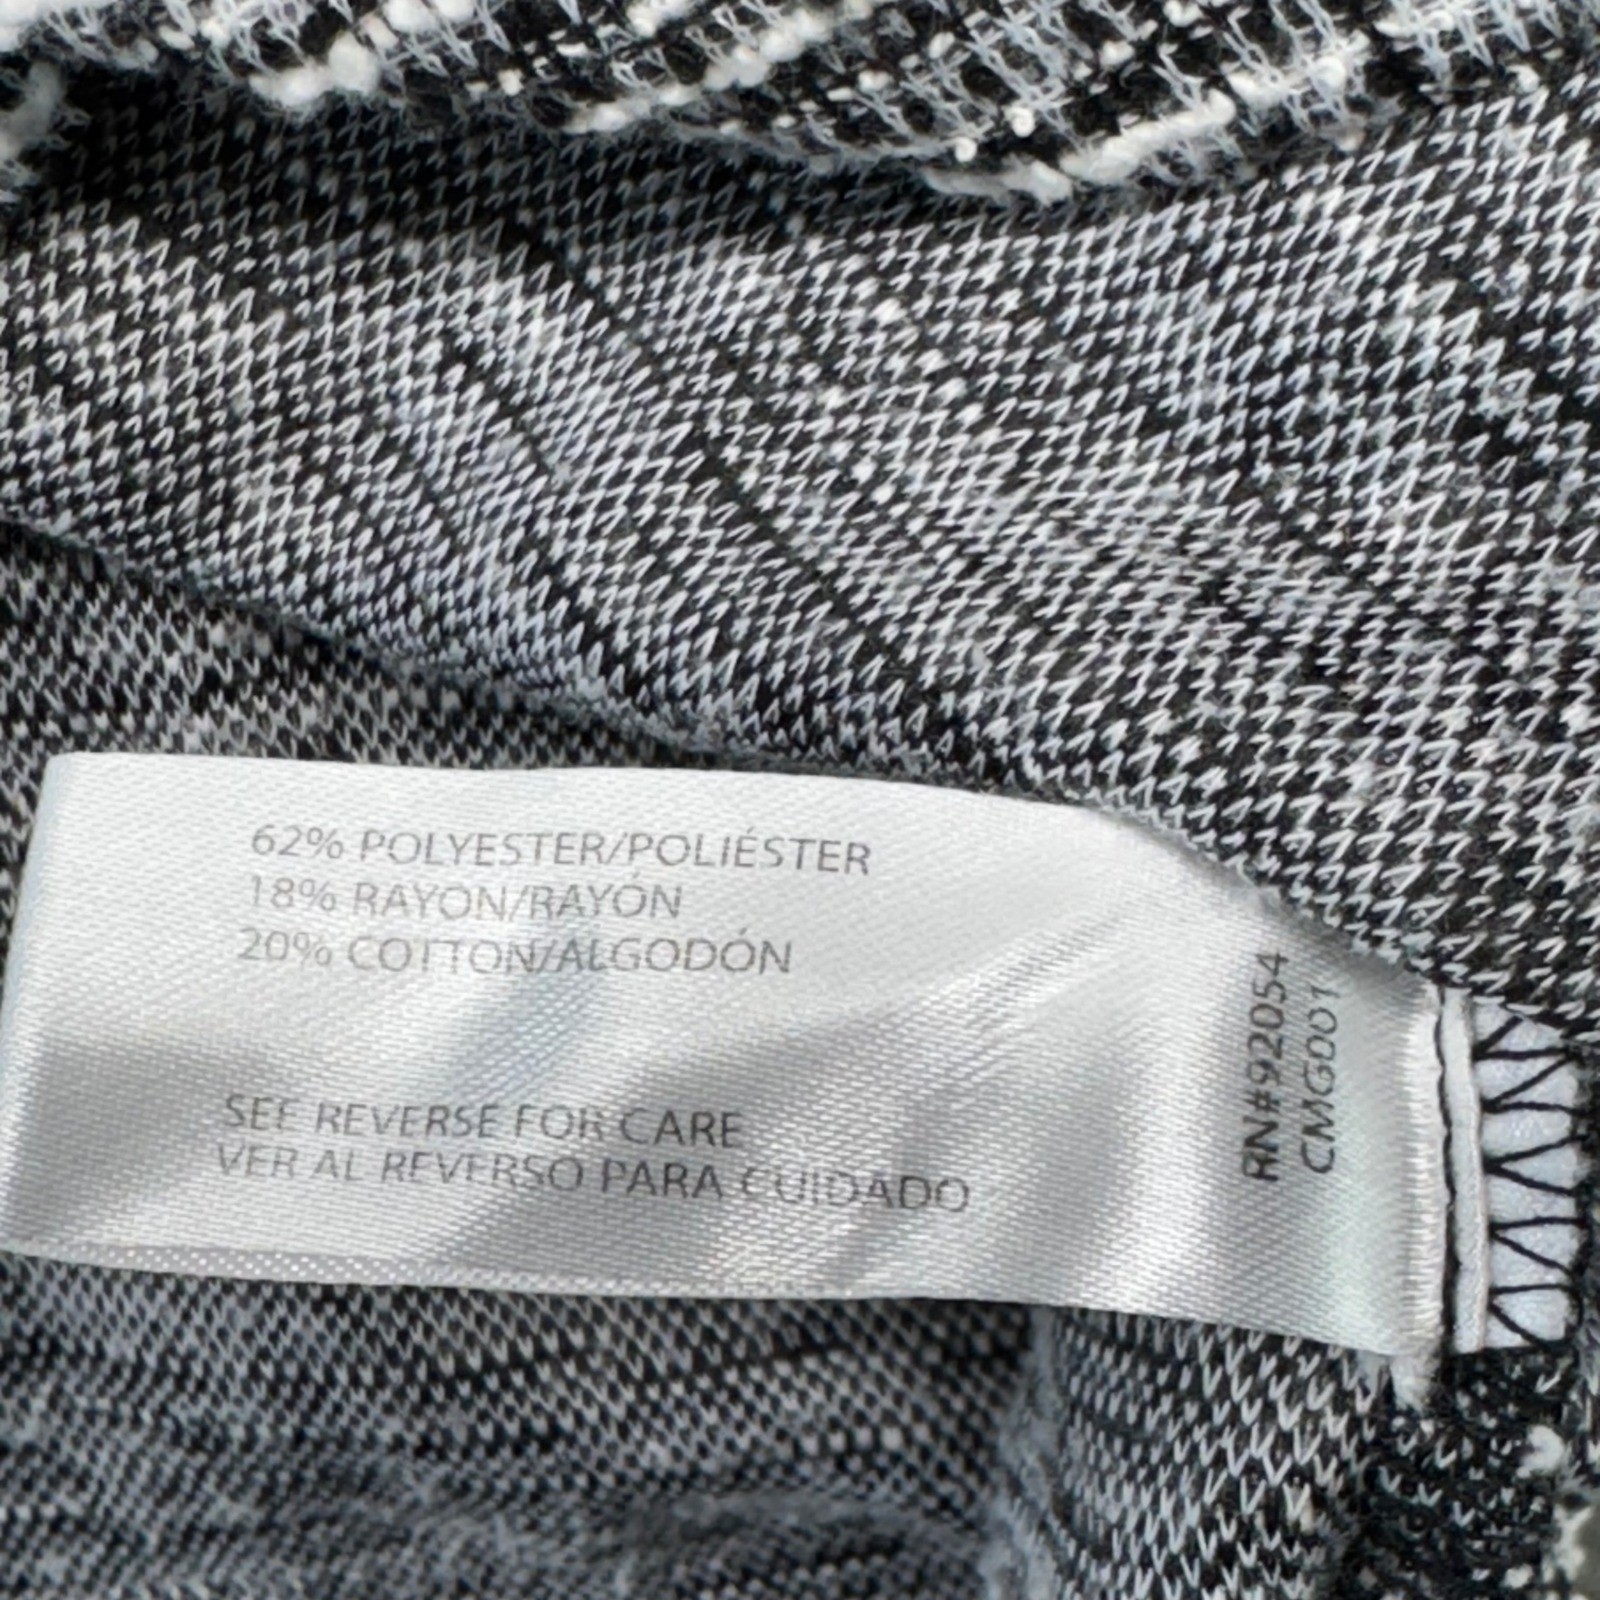 62% POLYESTER/POLIÉSTER
18% RAYON/RAYÓN
20% COTTON/ALGODÓN
SEE REVERSE FOR CARE
VER AL REVERSO PARA CUIDADO
RN#92054
CMG001